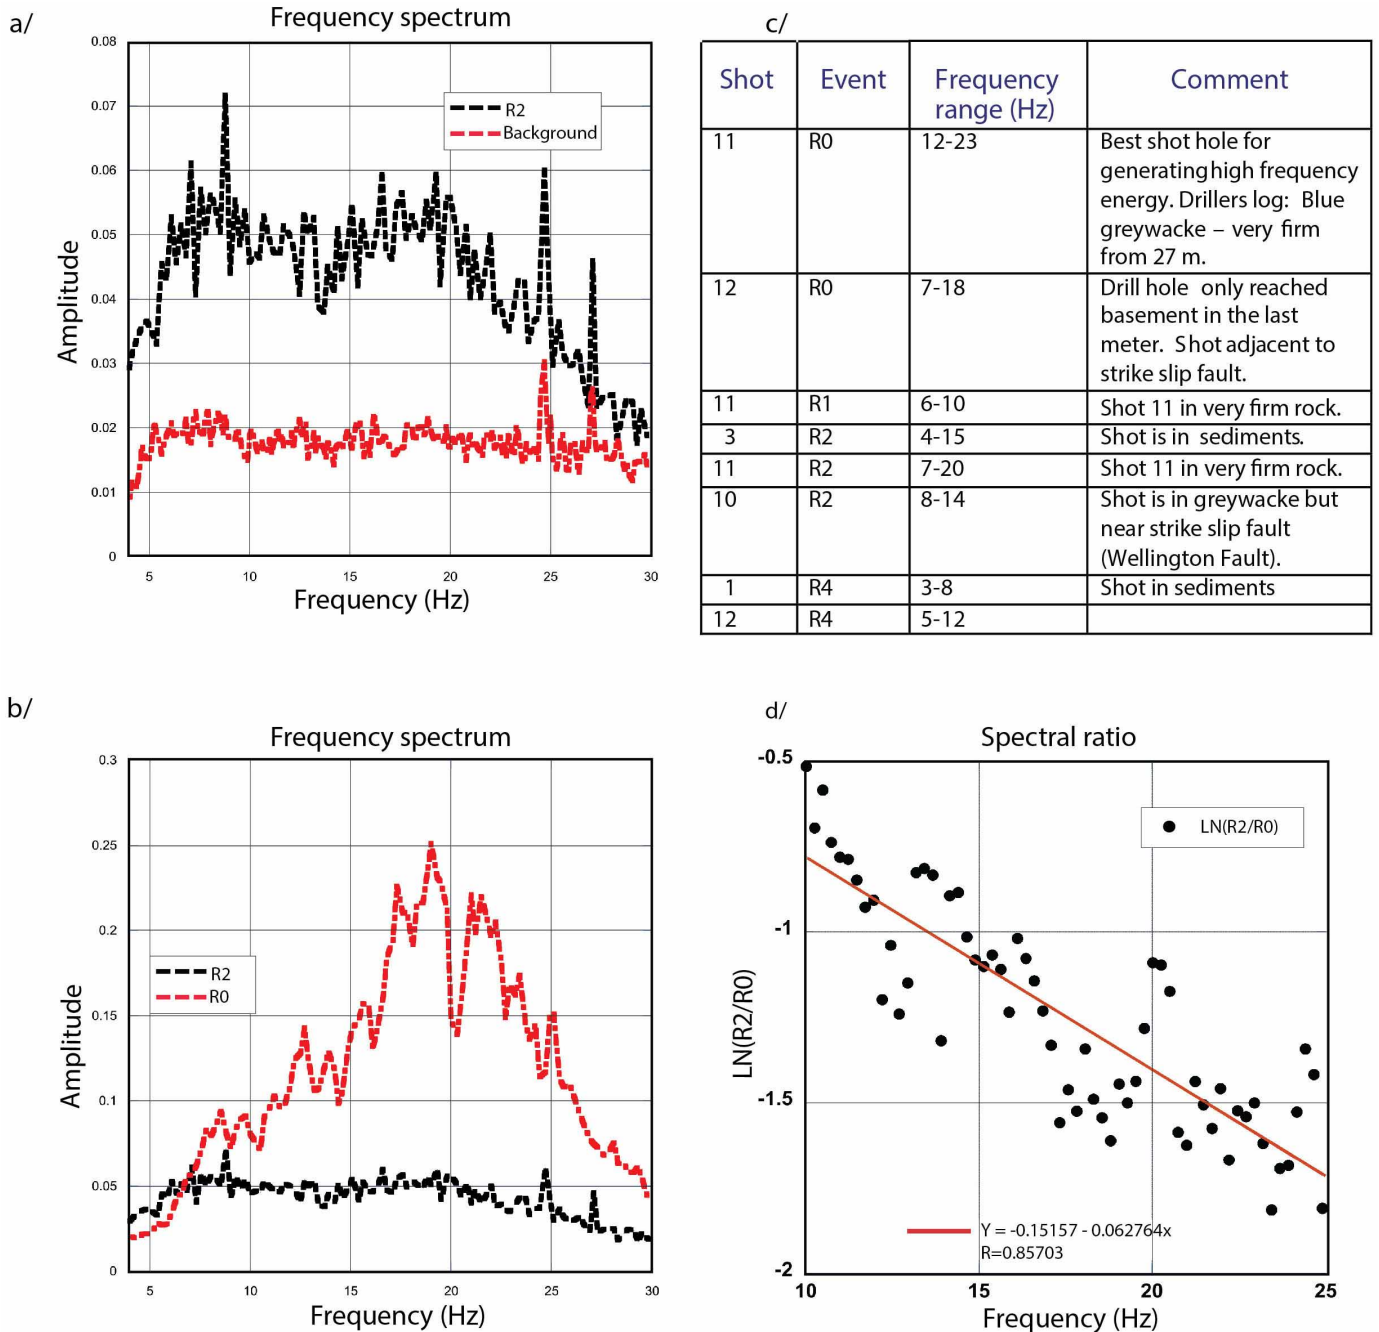 a/
Frequency spectrum
0.08
0.07
0.06
0.05
0.04
0.03
0.02
0.01
0
Amplitude
R2
Background
5 10 15 20 25 30
Frequency (Hz)
c/
Shot Event Frequency range (Hz) Comment
11 R0 12-23 Best shot hole for
generating high frequency
energy. Drillers log: Blue
greywacke – very firm
from 27 m.
12 R0 7-18 Drill hole only reached
basement in the last
meter. Shot adjacent to
strike slip fault.
11 R1 6-10 Shot 11 in very firm rock.
3 R2 4-15 Shot is in sediments.
11 R2 7-20 Shot 11 in very firm rock.
10 R2 8-14 Shot is in greywacke but
near strike slip fault
(Wellington Fault).
1 R4 3-8 Shot in sediments
12 R4 5-12
b/
Frequency spectrum
0.3
0.25
0.2
0.15
0.1
0.05
0
Amplitude
R2
R0
5 10 15 20 25 30
Frequency (Hz)
d/
Spectral ratio
-0.5
-1
-1.5
-2
LN(R2/R0)
LN(R2/R0)
Y = -0.15157 - 0.062764x
R=0.85703
10 15 20 25
Frequency (Hz)